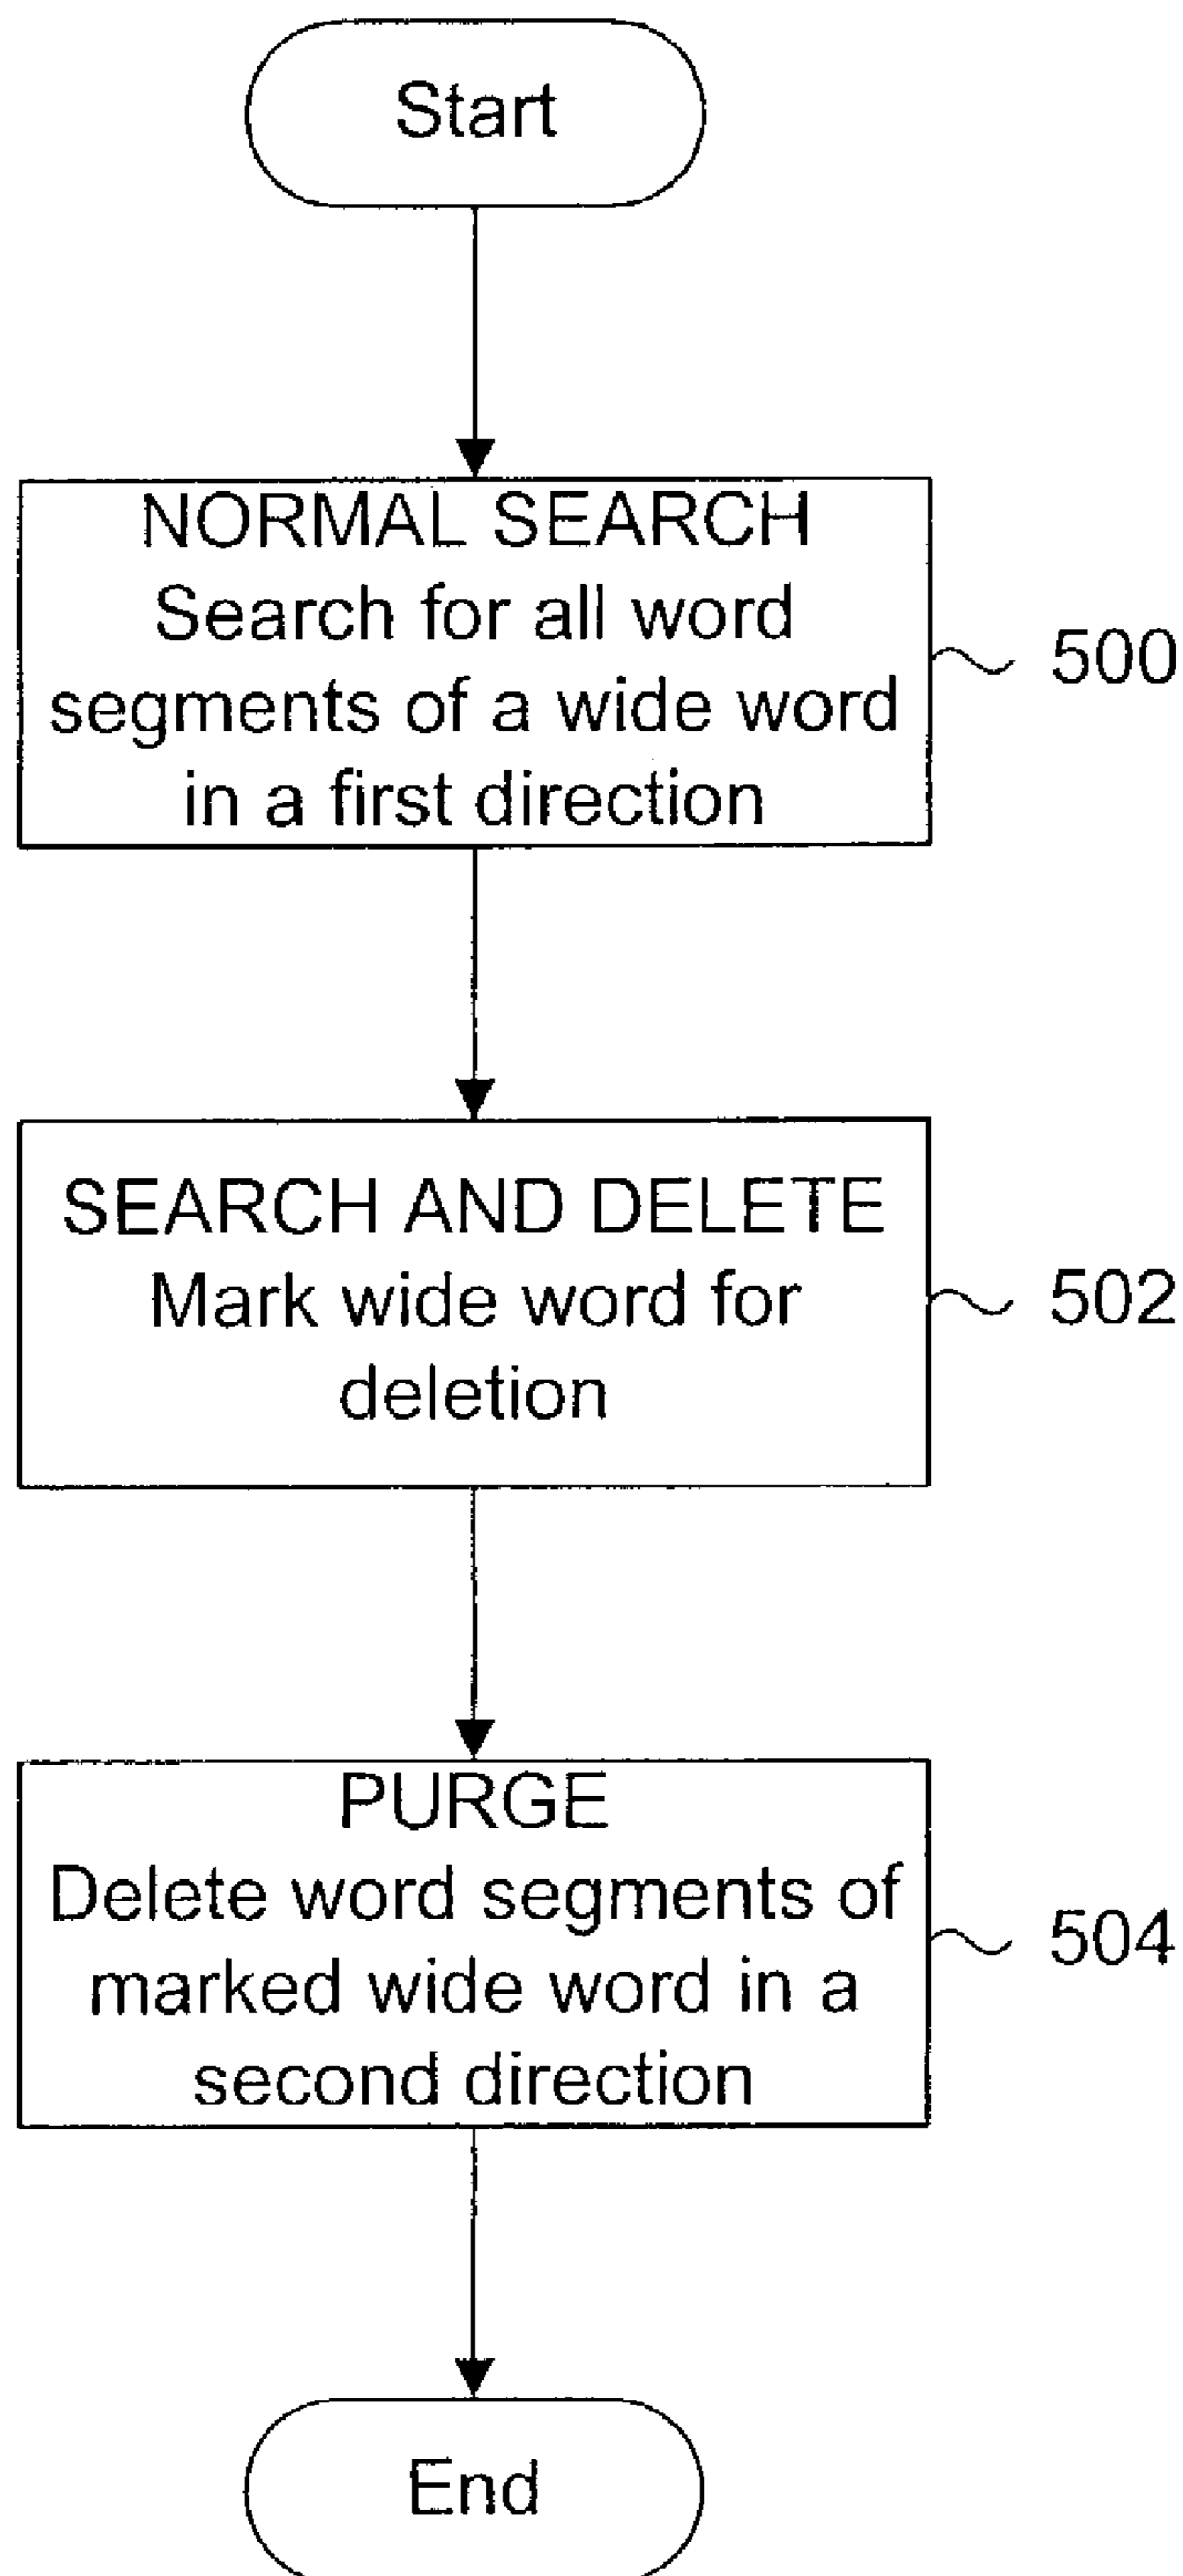 Start
NORMAL SEARCH
Search for all word
segments of a wide word
in a first direction
500
SEARCH AND DELETE
Mark wide word for
deletion
502
PURGE
Delete word segments of
marked wide word in a
second direction
504
End